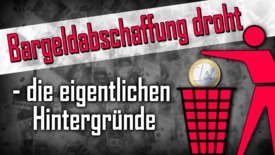 Bargeldabschaffung droht
- die eigentlichen
Hintergründe